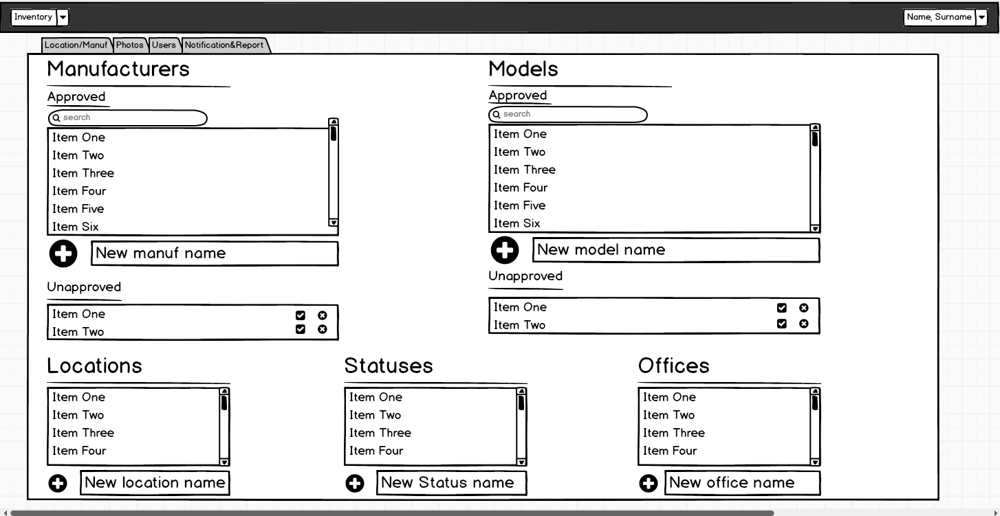 Inventory
Name, Surname
Location/Manuf
Photos
Users
Notification&Report
Manufacturers
Approved
search
Item One
Item Two
Item Three
Item Four
Item Five
Item Six
New manuf name
Unapproved
Item One
Item Two
Models
Approved
search
Item One
Item Two
Item Three
Item Four
Item Five
Item Six
New model name
Unapproved
Item One
Item Two
Locations
Item One
Item Two
Item Three
Item Four
New location name
Statuses
Item One
Item Two
Item Three
Item Four
New Status name
Offices
Item One
Item Two
Item Three
Item Four
New office name